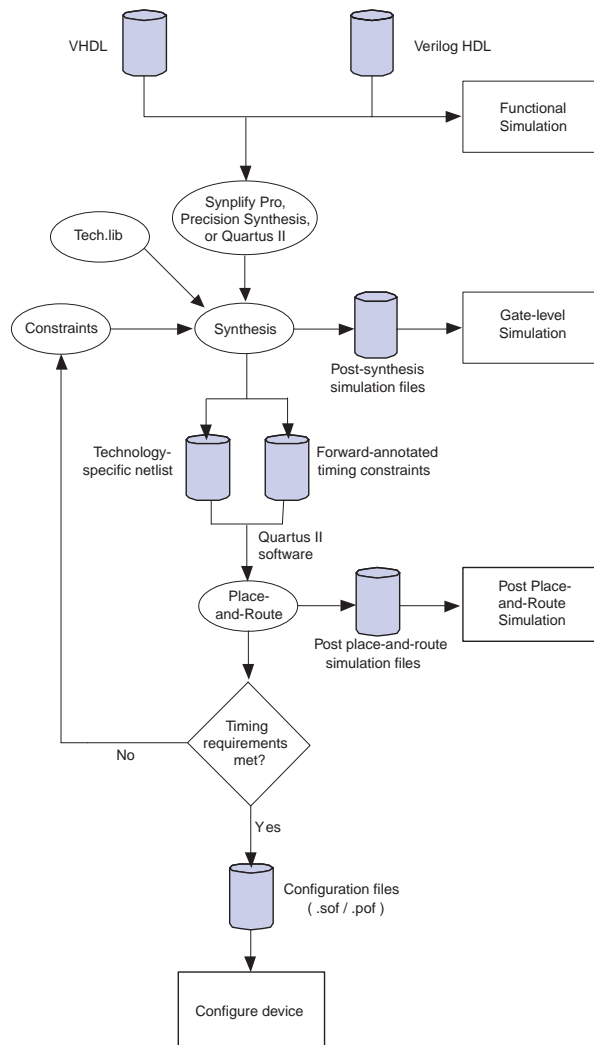 VHDL
Verilog HDL
Functional
Simulation
Synplify Pro,
Precision Synthesis,
or Quartus II
Tech.lib
Constraints
Synthesis
Gate-level
Simulation
Post-synthesis
simulation files
Technology-
specific netlist
Forward-annotated
timing constraints
Quartus II
software
Place-
and-Route
Post Place-
and-Route
Simulation
Post place-and-route
simulation files
Timing
requirements
met?
No
Yes
Configuration files
( .sof / .pof )
Configure device